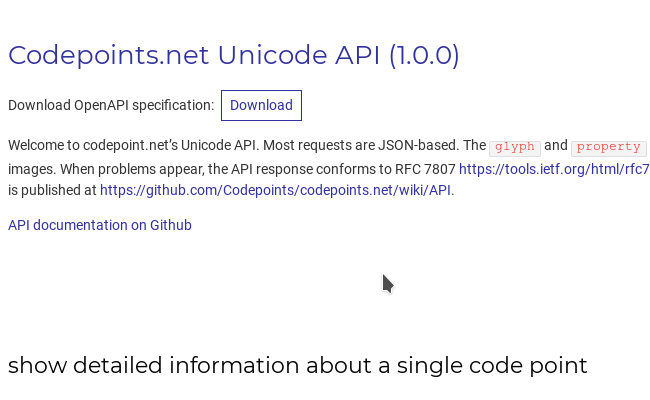 Codepoints.net Unicode API (1.0.0)
Download OpenAPI specification: Download
Welcome to codepoint.net’s Unicode API. Most requests are JSON-based. The glyph and property
images. When problems appear, the API response conforms to RFC 7807 https://tools.ietf.org/html/rfc7
is published at https://github.com/Codepoints/codepoints.net/wiki/API.
API documentation on Github
show detailed information about a single code point